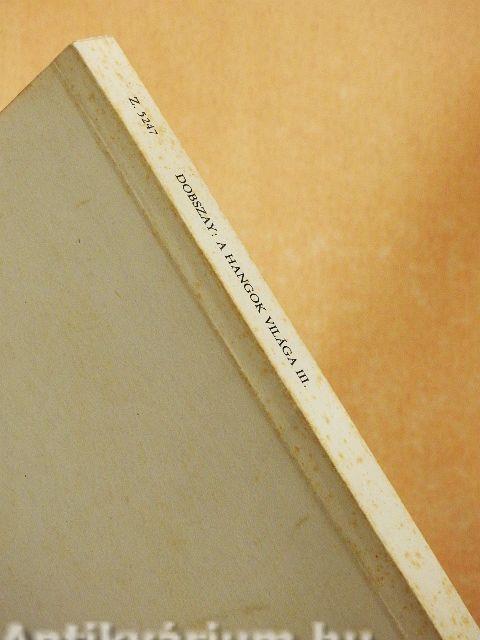 Z. 5247
DOBSZAY: A HANGOK VILÁGA III.
Antikvárium.hu